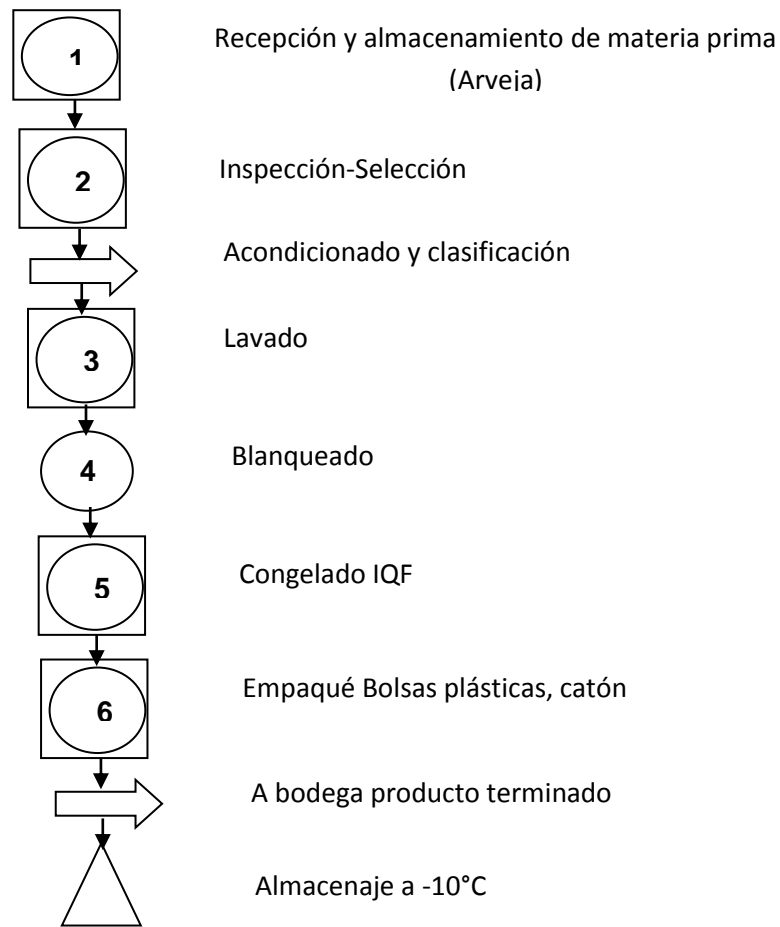 1
Recepción y almacenamiento de materia prima
(Arveja)
2
Inspección-Selección
Acondicionado y clasificación
3
Lavado
4
Blanqueado
5
Congelado IQF
6
Empaqué Bolsas plásticas, catón
A bodega producto terminado
Almacenaje a -10°C